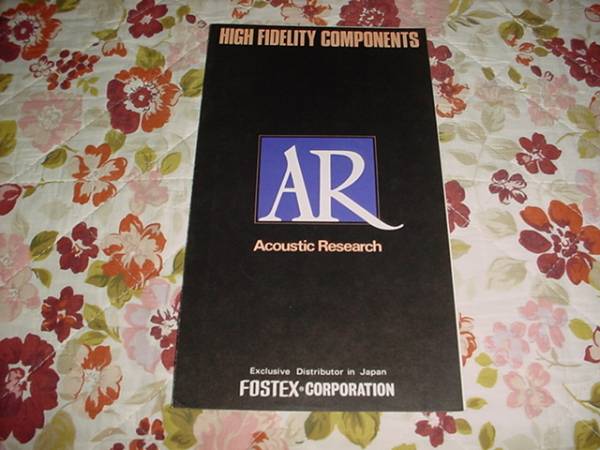 HIGH FIDELITY COMPONENTS
AR
Acoustic Research
Exclusive Distributor in Japan
FOSTEX® CORPORATION